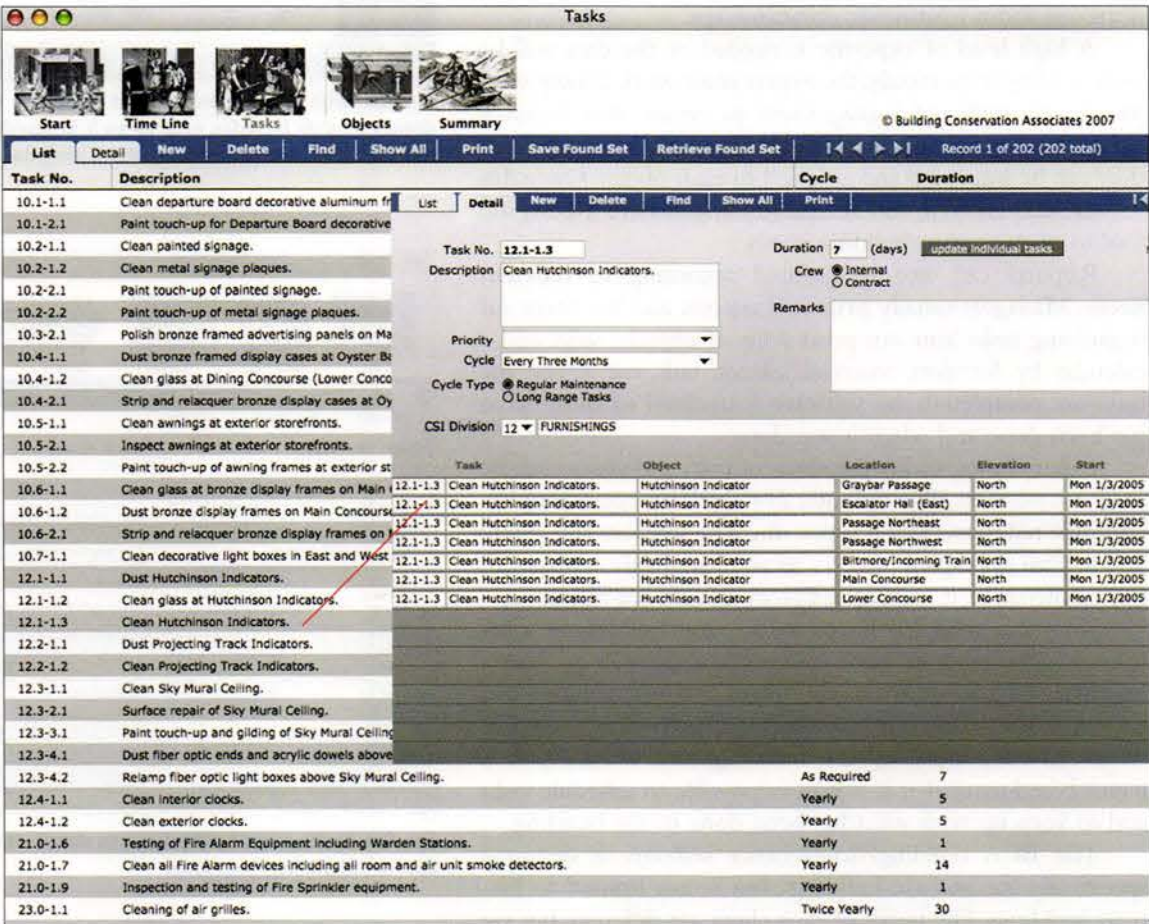 Tasks
Start Time Line Tasks Objects Summary
© Building Conservation Associates 2007
List Detail New Delete Find Show All Print Save Found Set Retrieve Found Set Record 1 of 202 (202 total)
Task No. Description Cycle Duration
10.1-1.1 Clean departure board decorative aluminum fr
10.1-2.1 Paint touch-up for Departure Board decorative
10.2-1.1 Clean painted signage.
10.2-1.2 Clean metal signage plaques.
10.2-2.1 Paint touch-up of painted signage.
10.2-2.2 Paint touch-up of metal signage plaques.
10.3-2.1 Polish bronze framed advertising panels on Ma
10.4-1.1 Dust bronze framed display cases at Oyster Ba
10.4-1.2 Clean glass at Dining Concourse (Lower Conco
10.4-2.1 Strip and relacquer bronze display cases at Oy
10.5-1.1 Clean awnings at exterior storefronts.
10.5-2.1 Inspect awnings at exterior storefronts.
10.5-2.2 Paint touch-up of awning frames at exterior st
10.6-1.1 Clean glass at bronze display frames on Main
10.6-1.2 Dust bronze display frames on Main Concourse
10.6-2.1 Strip and relacquer bronze display frames on
10.7-1.1 Clean decorative light boxes in East and West
12.1-1.1 Dust Hutchinson Indicators.
12.1-1.2 Clean glass at Hutchinson Indicators.
12.1-1.3 Clean Hutchinson Indicators.
12.2-1.1 Dust Projecting Track Indicators.
12.2-1.2 Clean Projecting Track Indicators.
12.3-1.1 Clean Sky Mural Ceiling.
12.3-2.1 Surface repair of Sky Mural Ceiling.
12.3-3.1 Paint touch-up and gilding of Sky Mural Ceiling
12.3-4.1 Dust fiber optic ends and acrylic dowels above
12.3-4.2 Relamp fiber optic light boxes above Sky Mural Ceiling. As Required 7
12.4-1.1 Clean interior clocks. Yearly 5
12.4-1.2 Clean exterior clocks. Yearly 5
21.0-1.6 Testing of Fire Alarm Equipment including Warden Stations. Yearly 1
21.0-1.7 Clean all Fire Alarm devices including all room and air unit smoke detectors. Yearly 14
21.0-1.9 Inspection and testing of Fire Sprinkler equipment. Yearly 1
23.0-1.1 Cleaning of air grilles. Twice Yearly 30
List Detail New Delete Find Show All Print
Task No. 12.1-1.3 Duration 7 (days) update individual tasks
Description Clean Hutchinson Indicators. Crew Internal
Contract
Remarks
Priority
Cycle Every Three Months
Cycle Type Regular Maintenance
Long Range Tasks
CSI Division 12 FURNISHINGS
Task Object Location Elevation Start
12.1-1.3 Clean Hutchinson Indicators. Hutchinson Indicator Graybar Passage North Mon 1/3/2005
12.1-1.3 Clean Hutchinson Indicators. Hutchinson Indicator Escalator Hall (East) North Mon 1/3/2005
12.1-1.3 Clean Hutchinson Indicators. Hutchinson Indicator Passage Northeast North Mon 1/3/2005
12.1-1.3 Clean Hutchinson Indicators. Hutchinson Indicator Passage Northwest North Mon 1/3/2005
12.1-1.3 Clean Hutchinson Indicators. Hutchinson Indicator Biltmore/Incoming Train North Mon 1/3/2005
12.1-1.3 Clean Hutchinson Indicators. Hutchinson Indicator Main Concourse North Mon 1/3/2005
12.1-1.3 Clean Hutchinson Indicators. Hutchinson Indicator Lower Concourse North Mon 1/3/2005